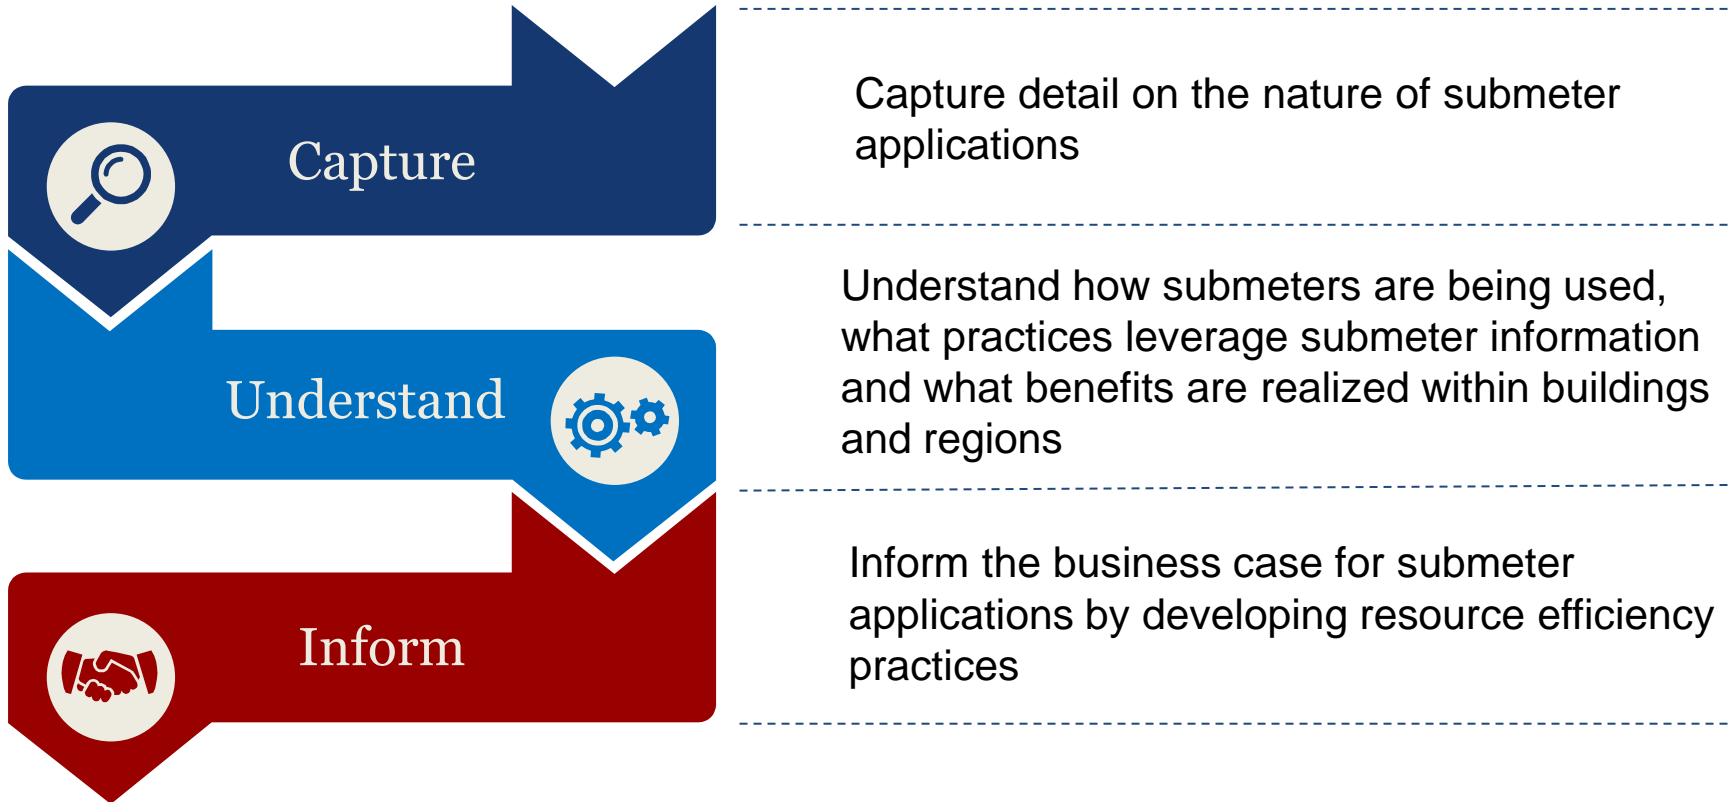 Capture
Capture detail on the nature of submeter
applications
Understand
Understand how submeters are being used,
what practices leverage submeter information
and what benefits are realized within buildings
and regions
Inform
Inform the business case for submeter
applications by developing resource efficiency
practices